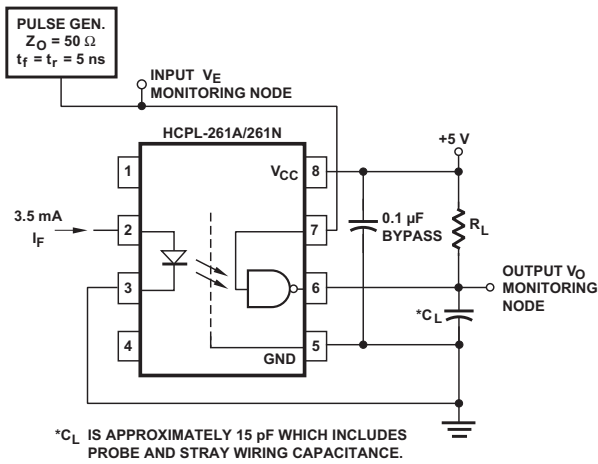 PULSE GEN.
Z_O = 50 Ω
t_f = t_r = 5 ns
INPUT V_E
MONITORING NODE
HCPL-261A/261N
+5 V
1
V_CC
8
0.1 µF
BYPASS
R_L
3.5 mA
I_F
2
7
3
6
OUTPUT V_O
MONITORING
NODE
*C_L
4
GND
5
*C_L IS APPROXIMATELY 15 pF WHICH INCLUDES
PROBE AND STRAY WIRING CAPACITANCE.